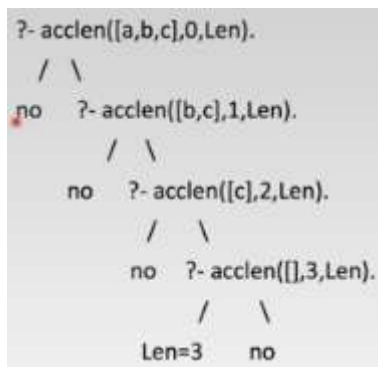 ?- acclen([a,b,c],0,Len).
/ \
no ?- acclen([b,c],1,Len).
/ \
no ?- acclen([c],2,Len).
/ \
no ?- acclen([],3,Len).
/ \
Len=3 no